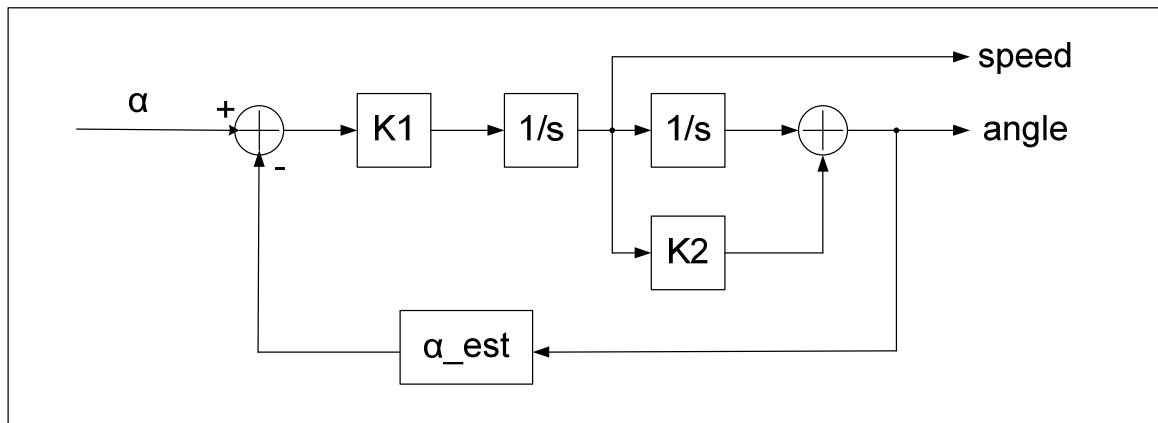 speed
α
+
K1
1/s
1/s
angle
-
K2
α_est